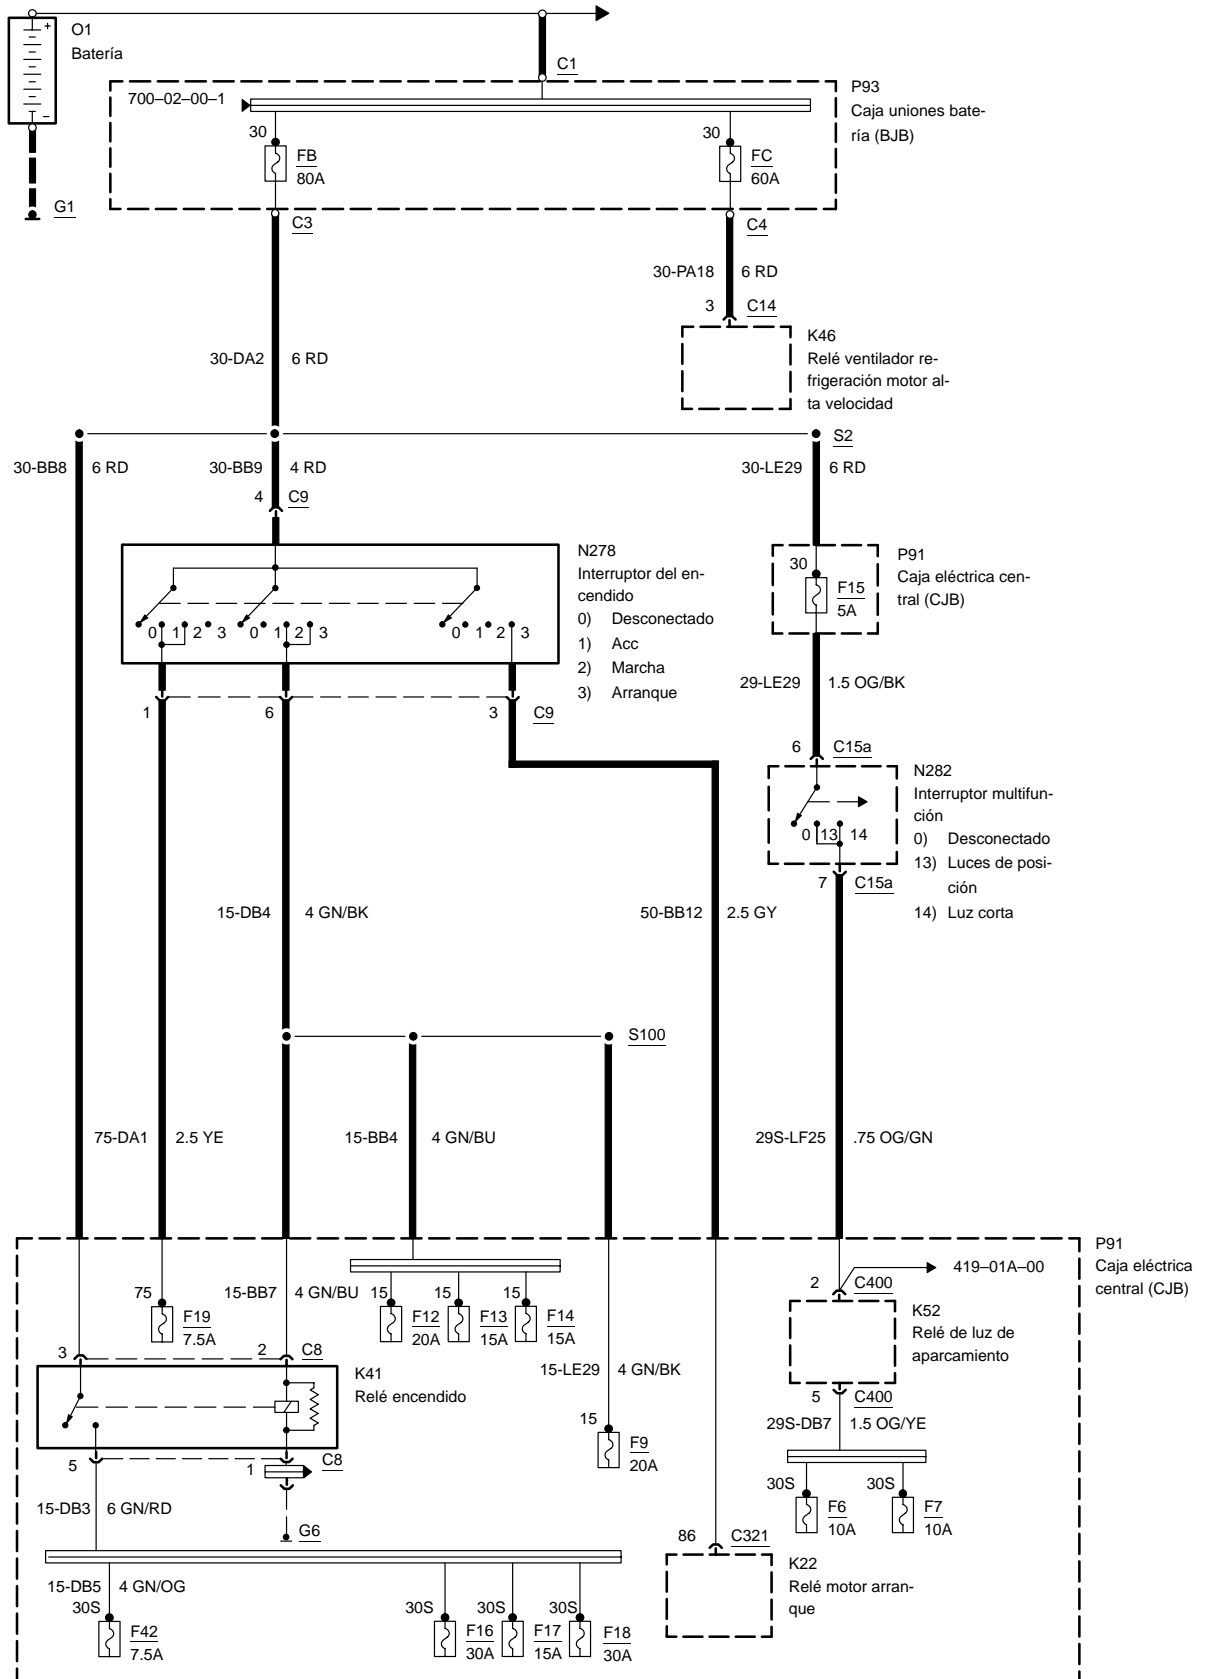 +
O1
Batería
–
G1
C1
P93
Caja uniones bate-
ría (BJB)
700–02–00–1
30
FB
80A
30
FC
60A
C3
C4
30-PA18
6 RD
3
C14
K46
Relé ventilador re-
frigeración motor al-
ta velocidad
30-DA2
6 RD
S2
30-BB8
6 RD
30-BB9
4 RD
30-LE29
6 RD
4
C9
N278
Interruptor del en-
cendido
0) Desconectado
1) Acc
2) Marcha
3) Arranque
0 1 2 3
0 1 2 3
0 1 2 3
P91
Caja eléctrica cen-
tral (CJB)
30
F15
5A
1
6
3
C9
29-LE29
1.5 OG/BK
6
C15a
N282
Interruptor multifun-
ción
0) Desconectado
13) Luces de posi-
ción
14) Luz corta
0 13 14
7
C15a
15-DB4
4 GN/BK
50-BB12
2.5 GY
S100
75-DA1
2.5 YE
15-BB4
4 GN/BU
29S-LF25
.75 OG/GN
P91
Caja eléctrica
central (CJB)
419–01A–00
2
C400
K52
Relé de luz de
aparcamiento
5
C400
75
F19
7.5A
15-BB7
4 GN/BU
15
F12
20A
15
F13
15A
15
F14
15A
3
2
C8
K41
Relé encendido
15-LE29
4 GN/BK
15
F9
20A
29S-DB7
1.5 OG/YE
30S
F6
10A
30S
F7
10A
5
1
C8
15-DB3
6 GN/RD
G6
86
C321
K22
Relé motor arran-
que
15-DB5
4 GN/OG
30S
F42
7.5A
30S
F16
30A
30S
F17
15A
30S
F18
30A